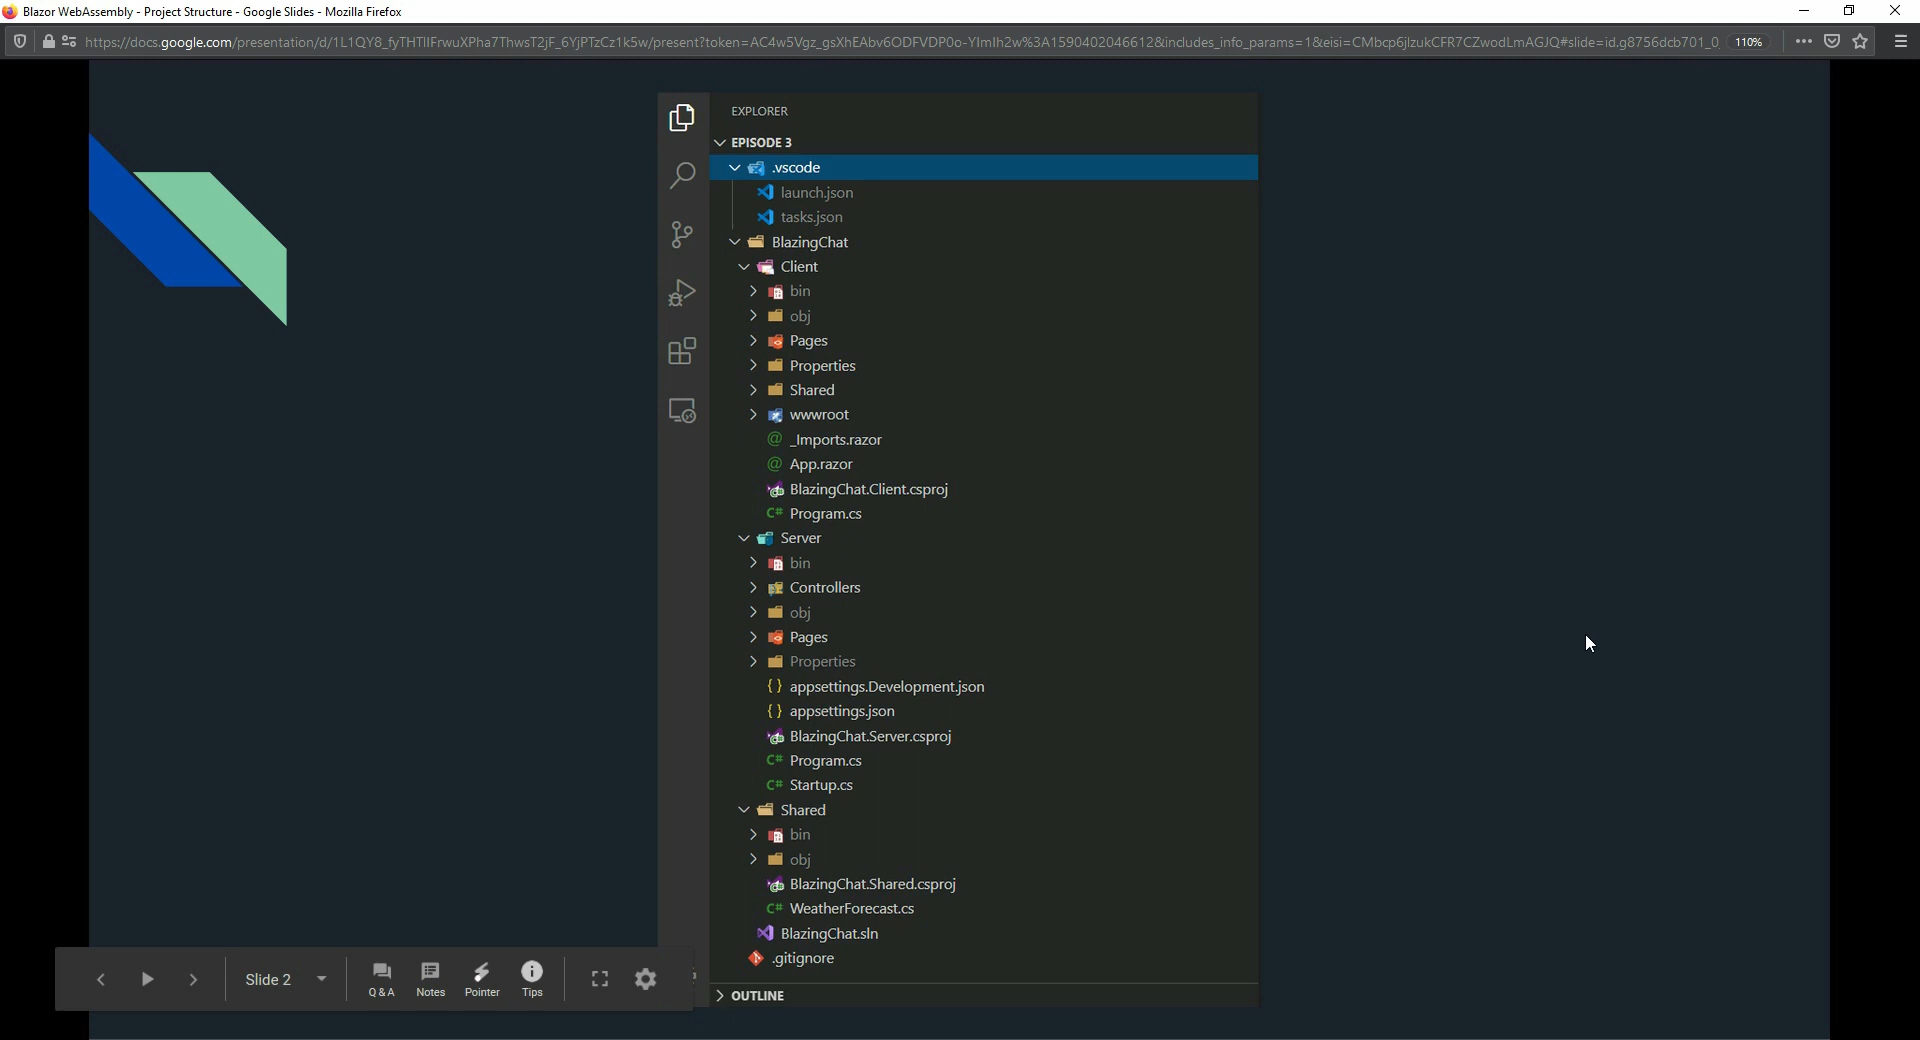 Blazor WebAssembly - Project Structure - Google Slides - Mozilla Firefox
https://docs.google.com/presentation/d/1L1QY8_fyTHTlIFrwuXPha7ThwsT2jF_6YjPTzCz1k5w/present?token=AC4w5Vgz_gsXhEAbv6ODFVDP0o-YImIh2w%3A1590402046612&includes_info_params=1&eisi=CMbcp6jlzukCFR7CZwodLmAGJQ#slide=id.g8756dcb701_0
110%
EXPLORER
EPISODE 3
.vscode
launch.json
tasks.json
BlazingChat
Client
bin
obj
Pages
Properties
Shared
wwwroot
_Imports.razor
App.razor
BlazingChat.Client.csproj
C# Program.cs
Server
bin
Controllers
obj
Pages
Properties
{ } appsettings.Development.json
{ } appsettings.json
BlazingChat.Server.csproj
C# Program.cs
C# Startup.cs
Shared
bin
obj
BlazingChat.Shared.csproj
C# WeatherForecast.cs
BlazingChat.sln
.gitignore
OUTLINE
Slide 2
Q & A
Notes
Pointer
Tips